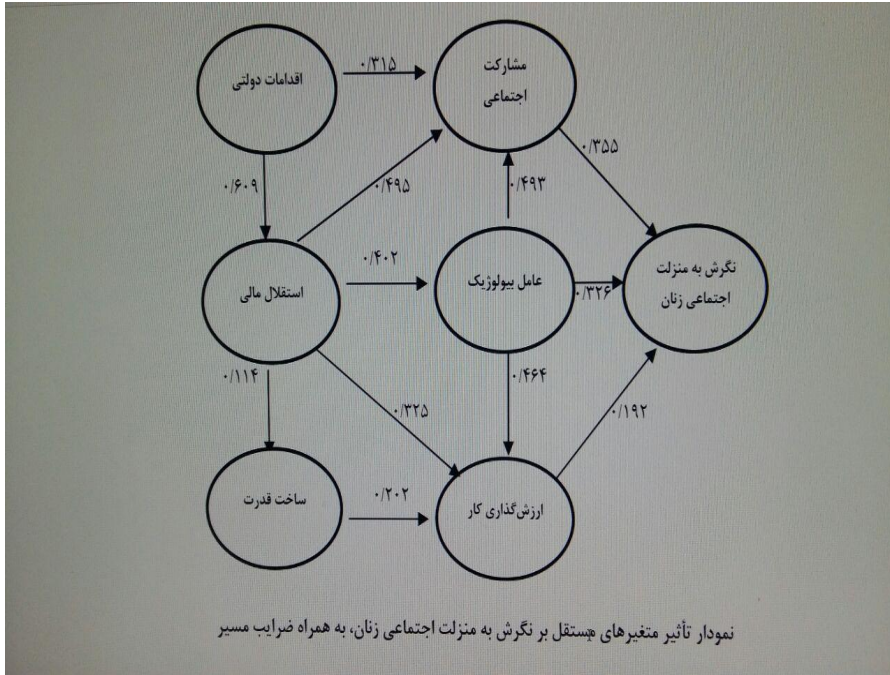 اقدامات دولتی
۰/۳۱۵
مشارکت
اجتماعی
۰/۳۵۵
۰/۶۰۹
۰/۴۹۵
۰/۴۹۳
استقلال مالی
۰/۴۰۲
عامل بیولوژیک
۰/۳۲۶
نگرش به منزلت
اجتماعی زنان
۰/۱۱۴
۰/۳۲۵
۰/۴۶۴
۰/۱۹۲
ساخت قدرت
۰/۲۰۲
ارزش‌گذاری کار
نمودار تأثیر متغیرهای مستقل بر نگرش به منزلت اجتماعی زنان، به همراه ضرایب مسیر